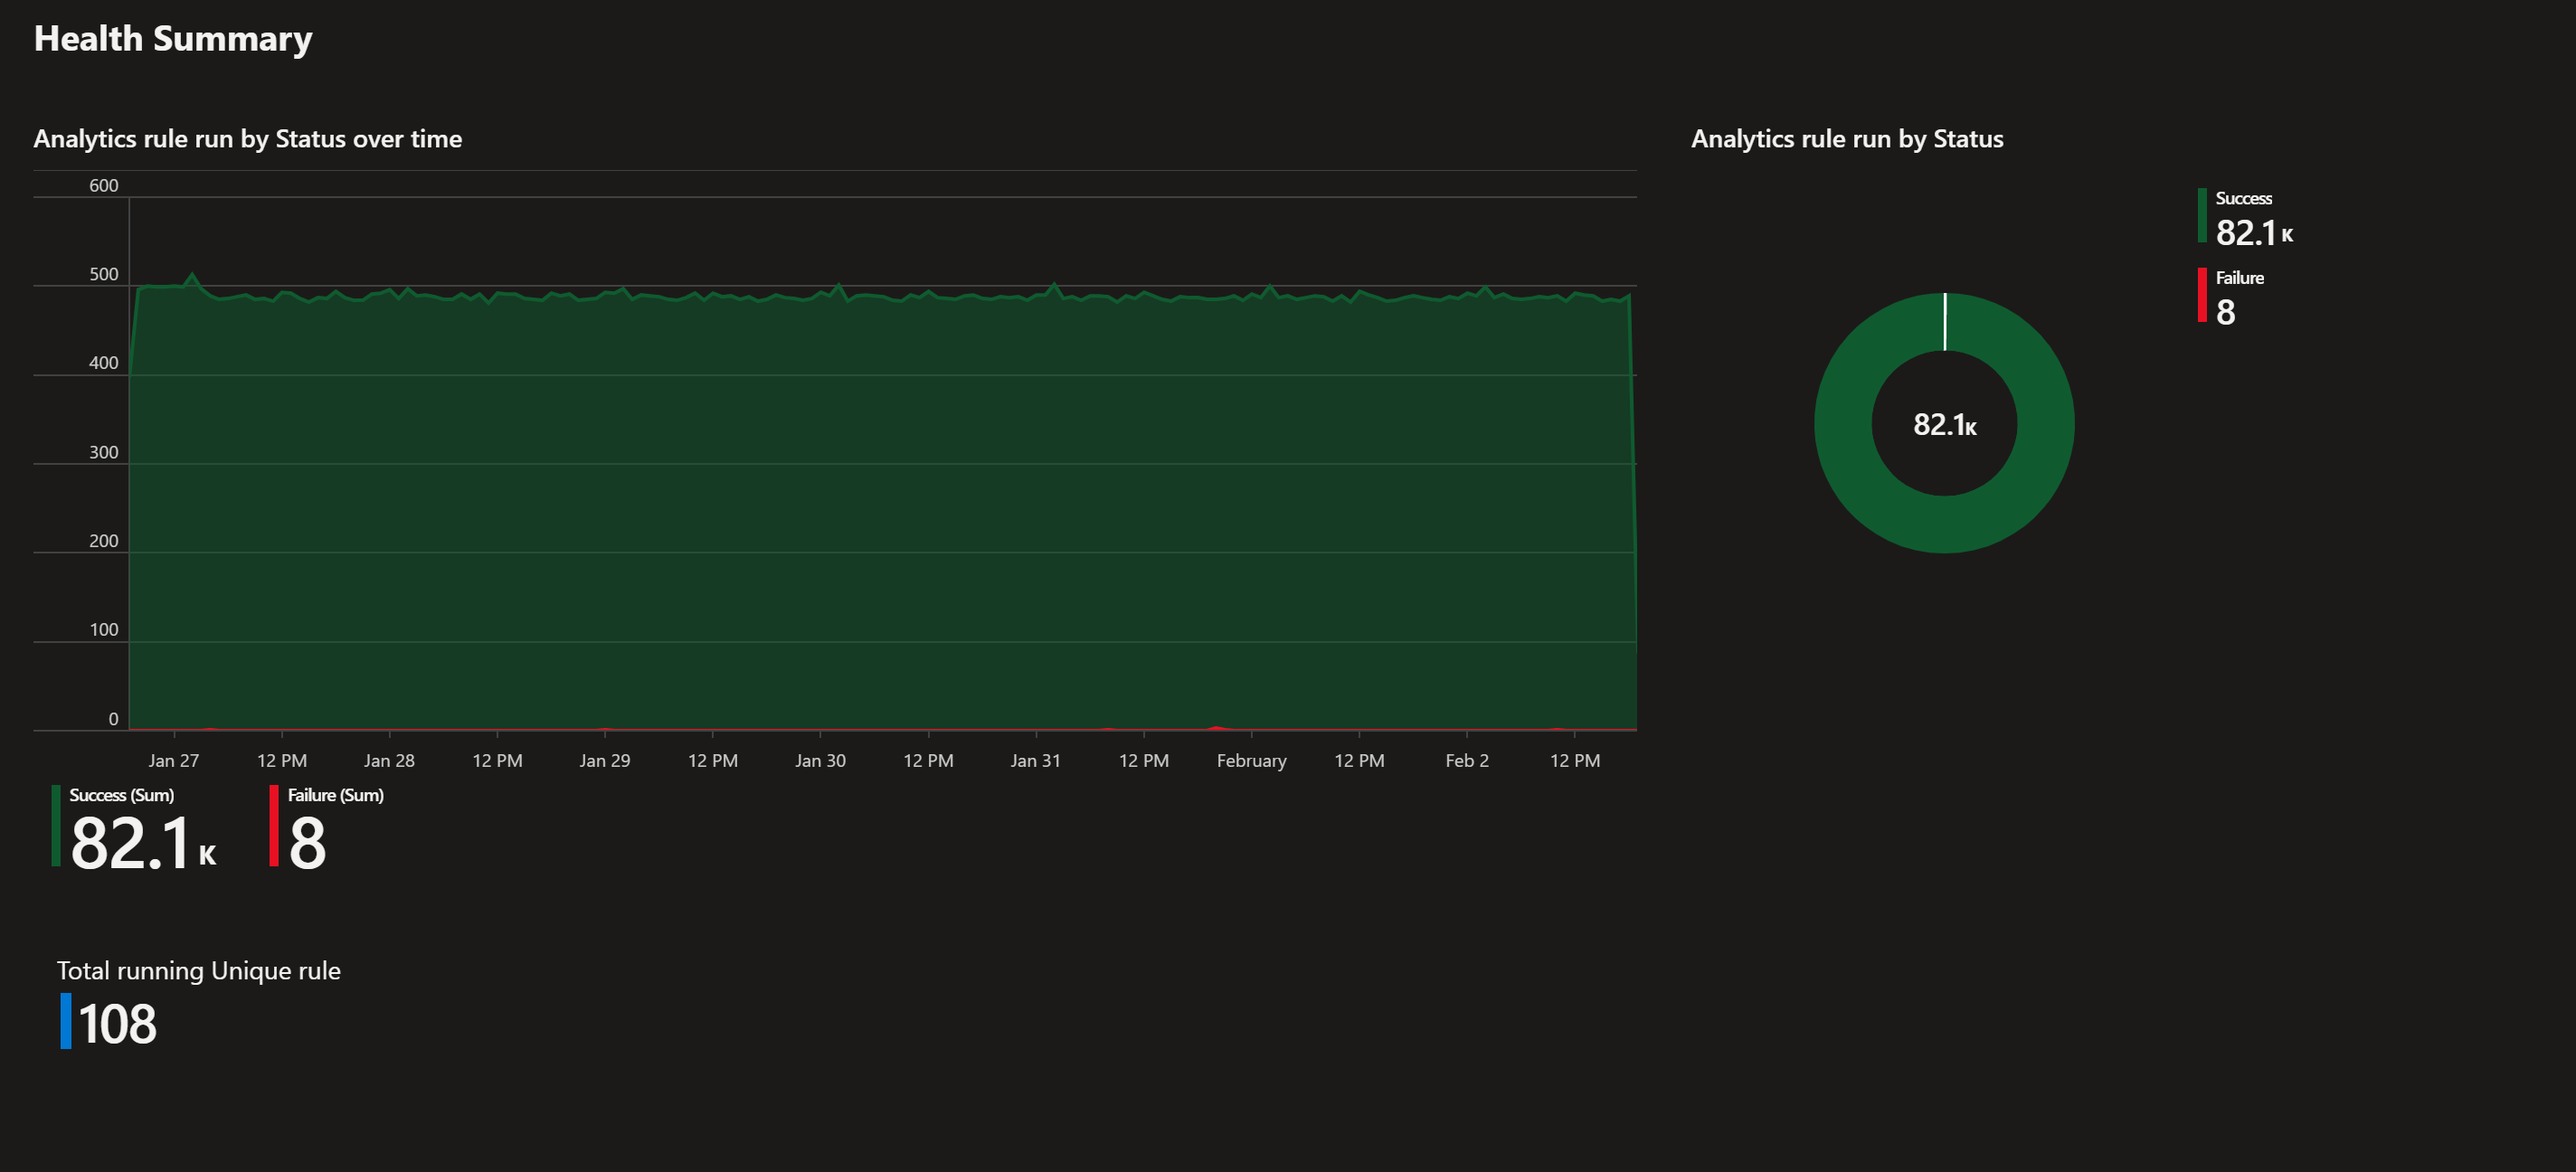 Health Summary
Analytics rule run by Status over time
600
500
400
300
200
100
0
Jan 27 12 PM Jan 28 12 PM Jan 29 12 PM Jan 30 12 PM Jan 31 12 PM February 12 PM Feb 2 12 PM
Success (Sum)
82.1 K
Failure (Sum)
8
Analytics rule run by Status
82.1K
Success
82.1 K
Failure
8
Total running Unique rule
108